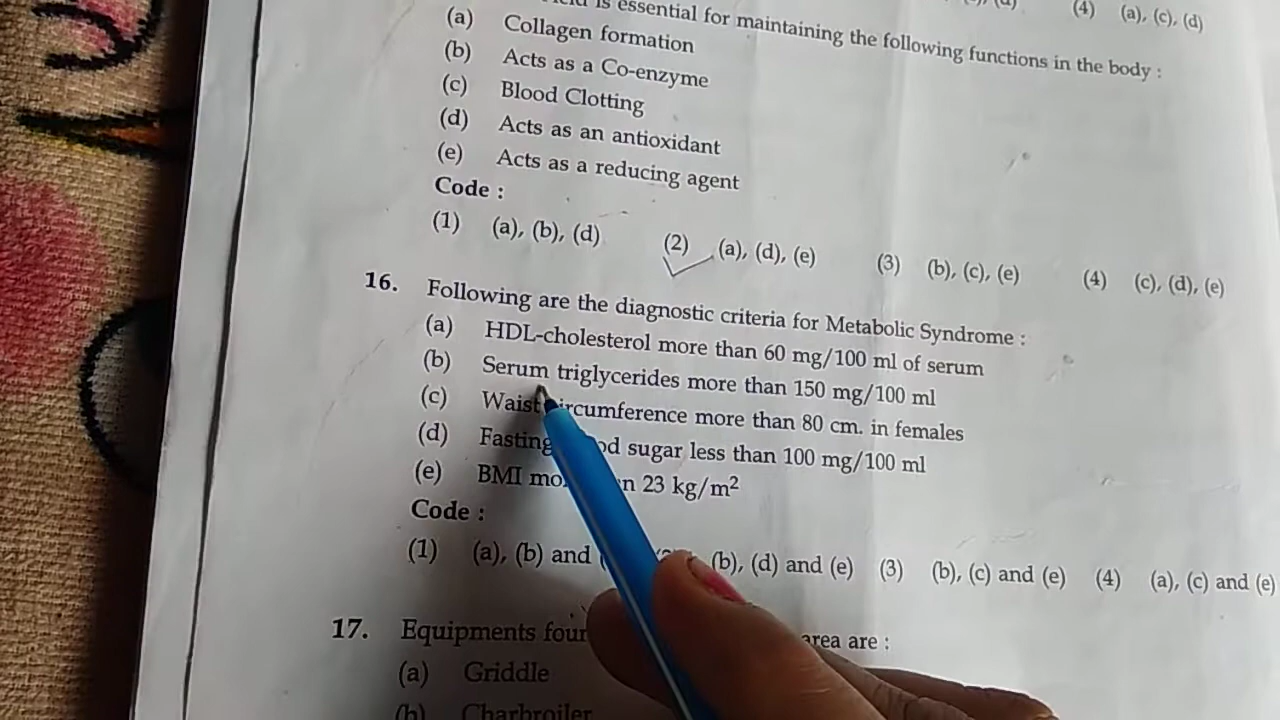 (4) (a), (c), (d)
is essential for maintaining the following functions in the body :
(a) Collagen formation
(b) Acts as a Co-enzyme
(c) Blood Clotting
(d) Acts as an antioxidant
(e) Acts as a reducing agent
Code :
(1) (a), (b), (d) (2) (a), (d), (e) (3) (b), (c), (e) (4) (c), (d), (e)
16. Following are the diagnostic criteria for Metabolic Syndrome :
(a) HDL-cholesterol more than 60 mg/100 ml of serum
(b) Serum triglycerides more than 150 mg/100 ml
(c) Waist circumference more than 80 cm. in females
(d) Fasting sugar less than 100 mg/100 ml
(e) BMI 23 kg/m²
Code :
(1) (a), (b) and (b), (d) and (e) (3) (b), (c) and (e) (4) (a), (c) and (e)
17. Equipments area are :
(a) Griddle
(b) Charbroiler